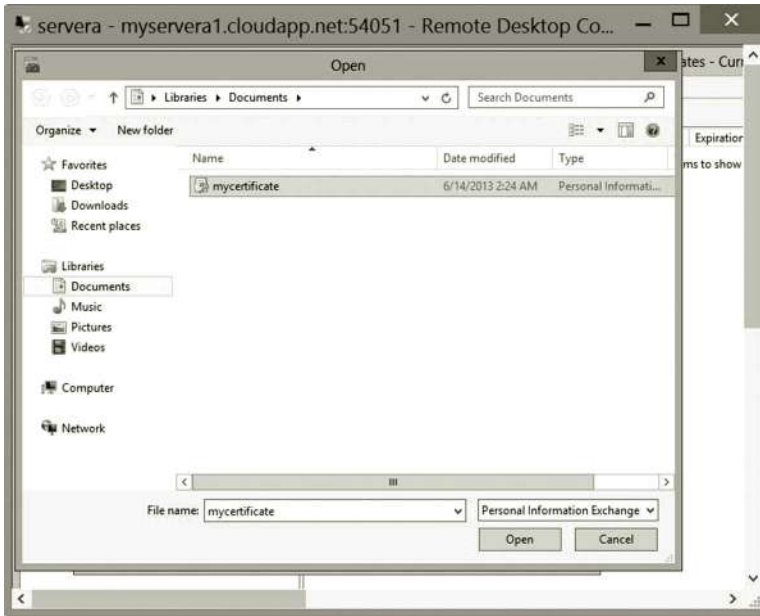 servera - myservera1.cloudapp.net:54051 - Remote Desktop Co...
Open
ates - Curr
Libraries Documents
Search Documents
Organize New folder
Expiration
Name Date modified Type
ms to show
Favorites
mycertificate 6/14/2013 2:24 AM Personal Informati...
Desktop
Downloads
Recent places
Libraries
Documents
Music
Pictures
Videos
Computer
Network
File name: mycertificate Personal Information Exchange
Open Cancel